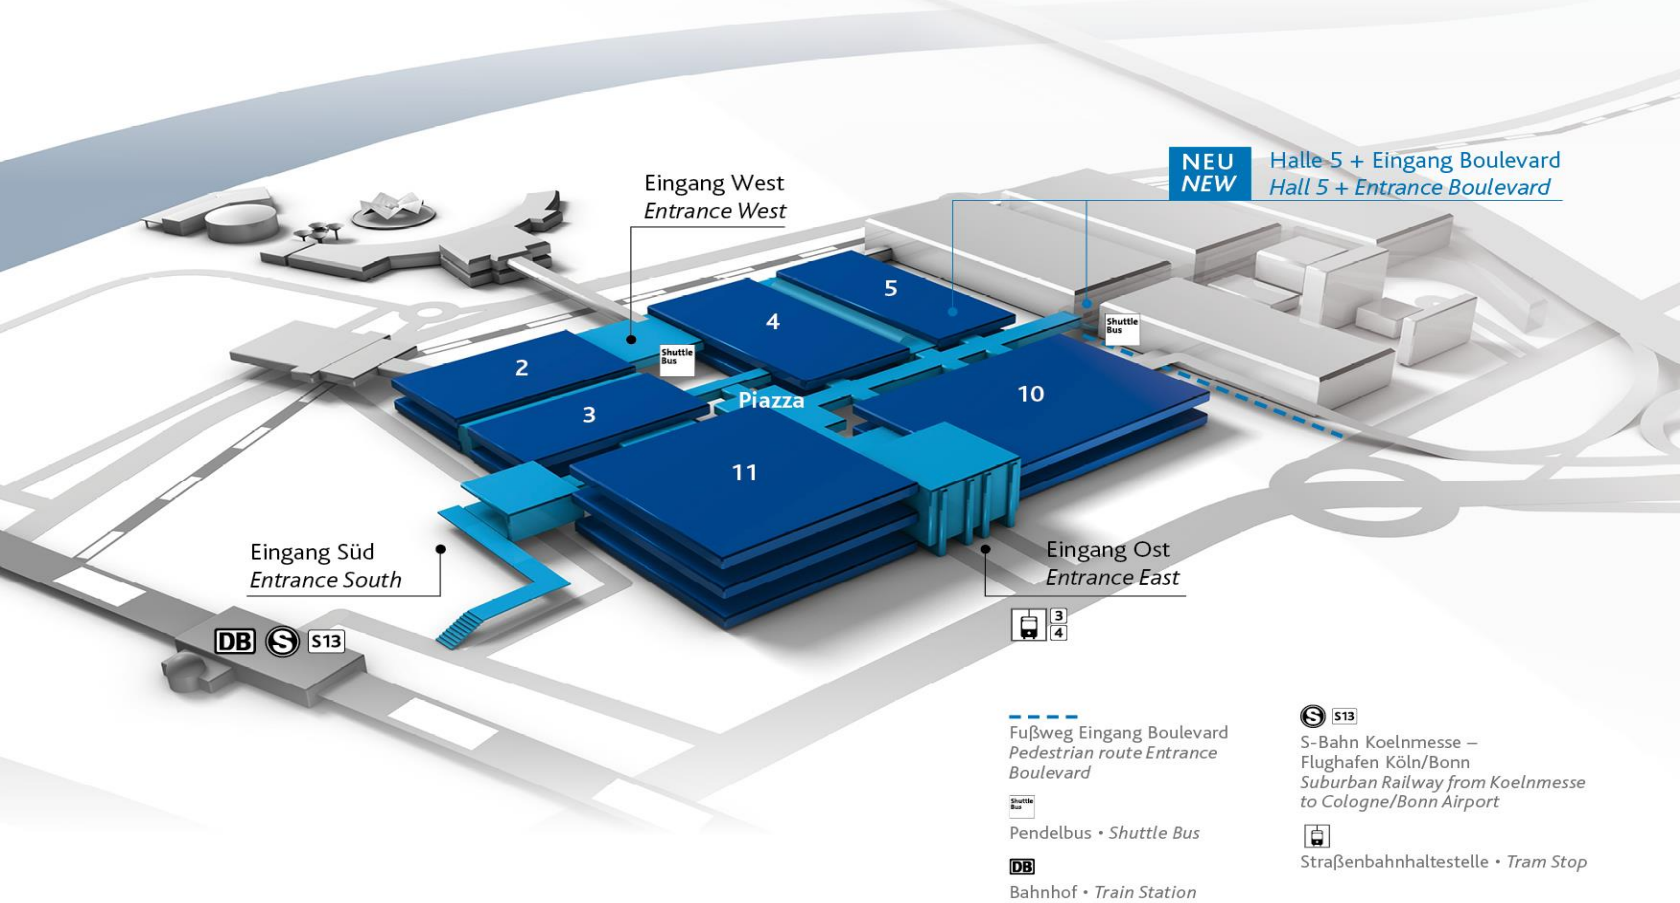 NEU
NEW
Halle 5 + Eingang Boulevard
Hall 5 + Entrance Boulevard
Eingang West
Entrance West
5
4
Shuttle
Bus
2
Shuttle
Bus
10
Piazza
3
11
Eingang Süd
Entrance South
Eingang Ost
Entrance East
3
4
DB S S13
Fußweg Eingang Boulevard
Pedestrian route Entrance
Boulevard
Shuttle
Bus
Pendelbus • Shuttle Bus
DB
Bahnhof • Train Station
S S13
S-Bahn Koelnmesse –
Flughafen Köln/Bonn
Suburban Railway from Koelnmesse
to Cologne/Bonn Airport
Straßenbahnhaltestelle • Tram Stop